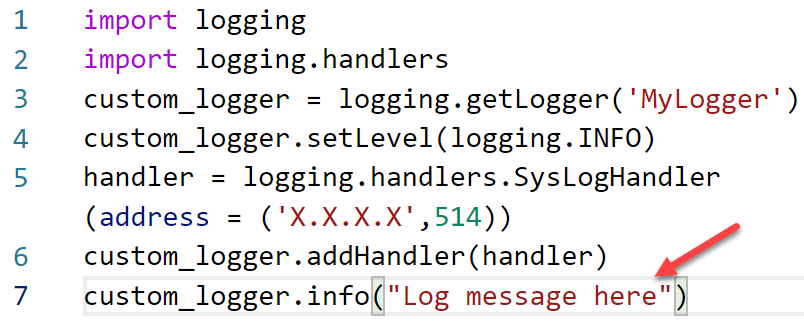 1 import logging
2 import logging.handlers
3 custom_logger = logging.getLogger('MyLogger')
4 custom_logger.setLevel(logging.INFO)
5 handler = logging.handlers.SysLogHandler
(address = ('X.X.X.X',514))
6 custom_logger.addHandler(handler)
7 custom_logger.info("Log message here")